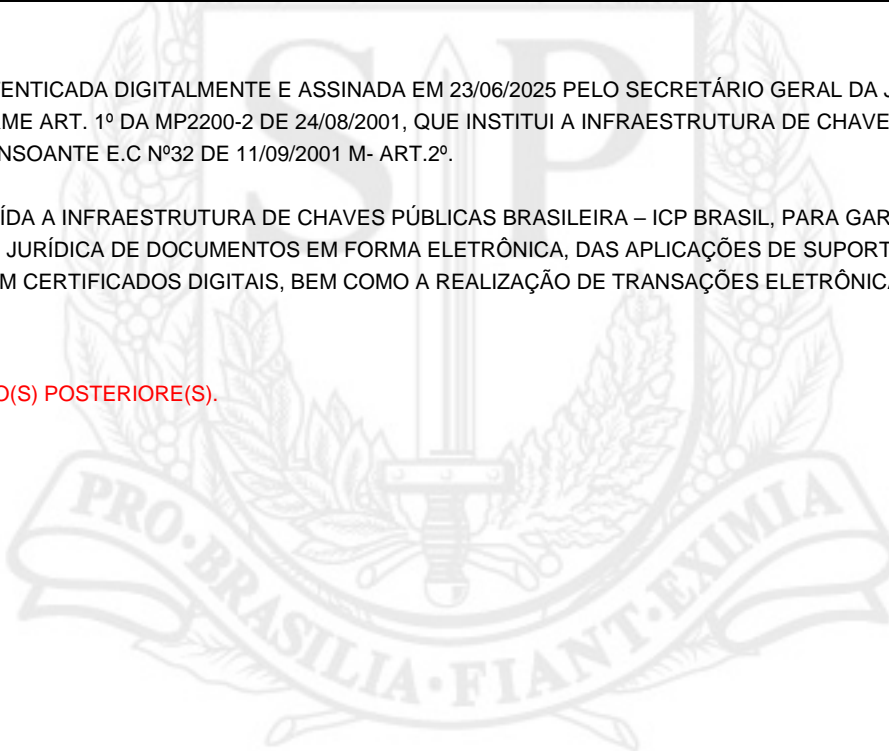 ENTICADA DIGITALMENTE E ASSINADA EM 23/06/2025 PELO SECRETÁRIO GERAL DA J
ME ART. 1º DA MP2200-2 DE 24/08/2001, QUE INSTITUI A INFRAESTRUTURA DE CHAVE
NSOANTE E.C Nº32 DE 11/09/2001 M- ART.2º.
ÍDA A INFRAESTRUTURA DE CHAVES PÚBLICAS BRASILEIRA – ICP BRASIL, PARA GAR
JURÍDICA DE DOCUMENTOS EM FORMA ELETRÔNICA, DAS APLICAÇÕES DE SUPORT
M CERTIFICADOS DIGITAIS, BEM COMO A REALIZAÇÃO DE TRANSAÇÕES ELETRÔNICA
O(S) POSTERIORE(S).
SP
PRO·BRASILIA·FIANT·EXIMIA